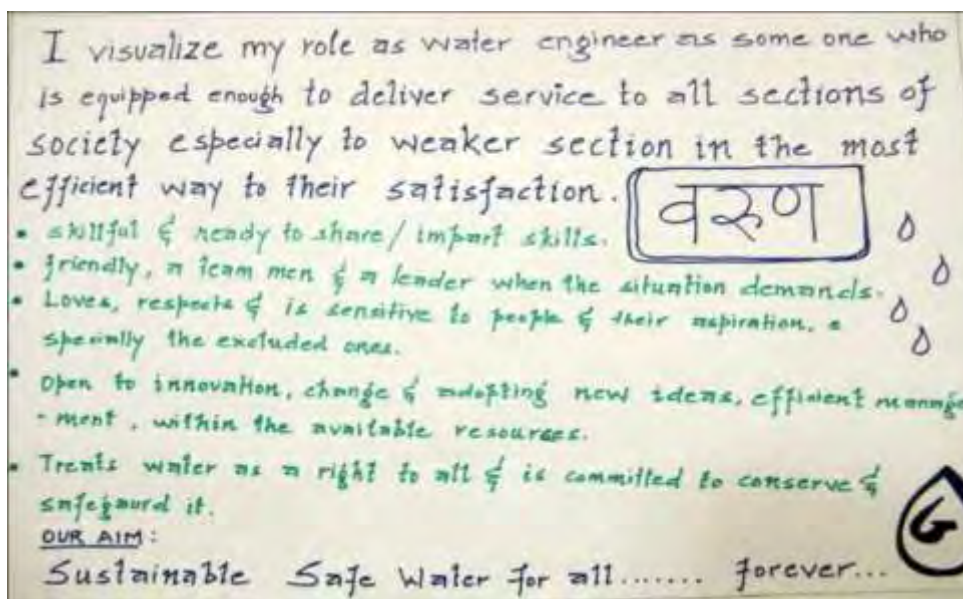 I visualize my role as water engineer as some one who
is equipped enough to deliver service to all sections of
society especially to weaker section in the most
efficient way to their satisfaction.
वरुण
• skillful & ready to share / impart skills.
• friendly, a team men & a leader when the situation demands.
• Loves, respects & is sensitive to people & their aspiration, e
specially the excluded ones.
• Open to innovation, change & adopting new ideas, efficient manage
-ment, within the available resources.
• Treats water as a right to all & is committed to conserve &
safegaurd it.
OUR AIM:
Sustainable Safe Water for all....... forever...
G